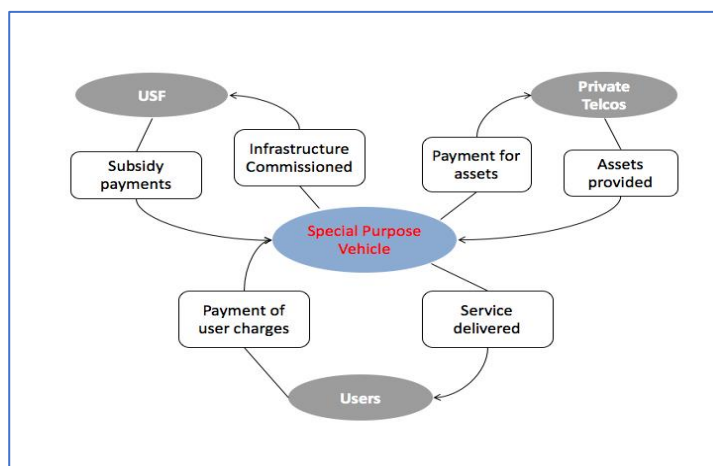 USF
Private
Telcos
Subsidy
payments
Infrastructure
Commissioned
Payment for
assets
Assets
provided
Special Purpose
Vehicle
Payment of
user charges
Service
delivered
Users